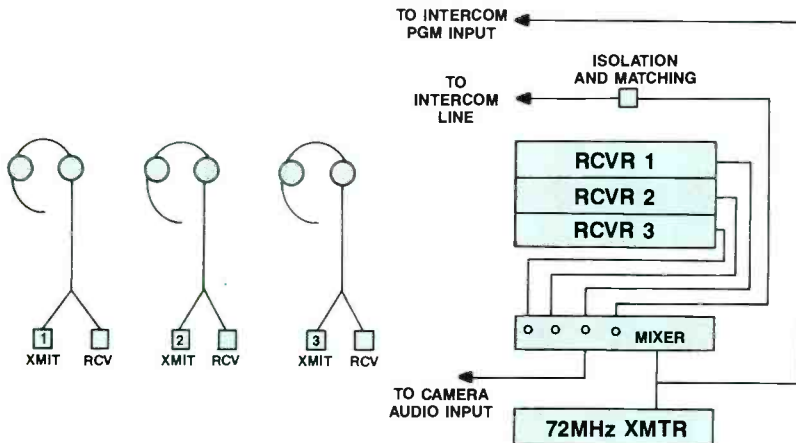 TO INTERCOM
PGM INPUT
ISOLATION
AND MATCHING
TO
INTERCOM
LINE
RCVR 1
RCVR 2
RCVR 3
1
XMIT
RCV
2
XMIT
RCV
3
XMIT
RCV
MIXER
TO CAMERA
AUDIO INPUT
72MHz XMTR